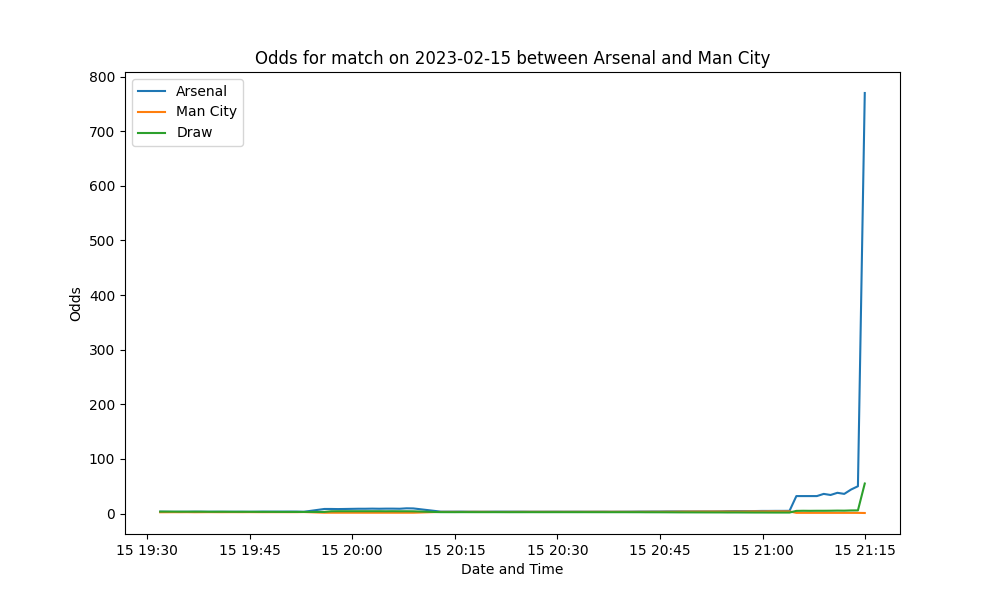 Odds for match on 2023-02-15 between Arsenal and Man City
Arsenal
Man City
Draw
800
700
600
500
400
300
200
100
0
Odds
15 19:30 15 19:45 15 20:00 15 20:15 15 20:30 15 20:45 15 21:00 15 21:15
Date and Time